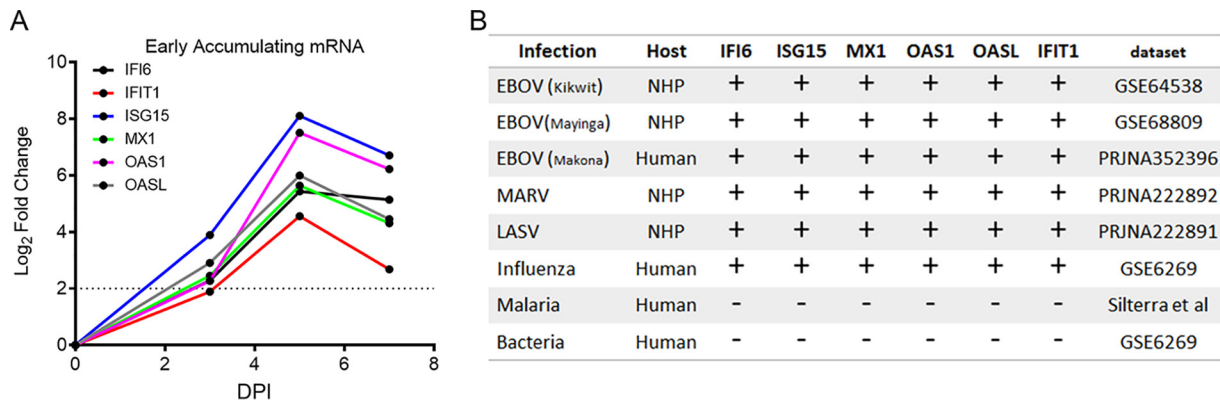 A
Early Accumulating mRNA
Log2 Fold Change
10
8
6
4
2
0
IFI6
IFIT1
ISG15
MX1
OAS1
OASL
0 2 4 6 8
DPI
B
Infection Host IFI6 ISG15 MX1 OAS1 OASL IFIT1 dataset
EBOV (Kikwit) NHP + + + + + + GSE64538
EBOV(Mayinga) NHP + + + + + + GSE68809
EBOV (Makona) Human + + + + + + PRJNA352396
MARV NHP + + + + + + PRJNA222892
LASV NHP + + + + + + PRJNA222891
Influenza Human + + + + + + GSE6269
Malaria Human - - - - - - Silterra et al
Bacteria Human - - - - - - GSE6269